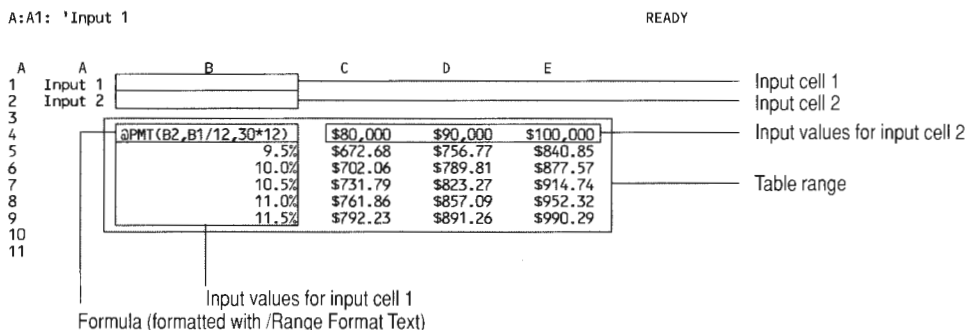 A:A1: 'Input 1 READY
A A B C D E
1 Input 1 Input cell 1
2 Input 2 Input cell 2
3
4 @PMT(B2,B1/12,30*12) $80,000 $90,000 $100,000 Input values for input cell 2
5 9.5% $672.68 $756.77 $840.85
6 10.0% $702.06 $789.81 $877.57
7 10.5% $731.79 $823.27 $914.74 Table range
8 11.0% $761.86 $857.09 $952.32
9 11.5% $792.23 $891.26 $990.29
10
11
Input values for input cell 1
Formula (formatted with /Range Format Text)